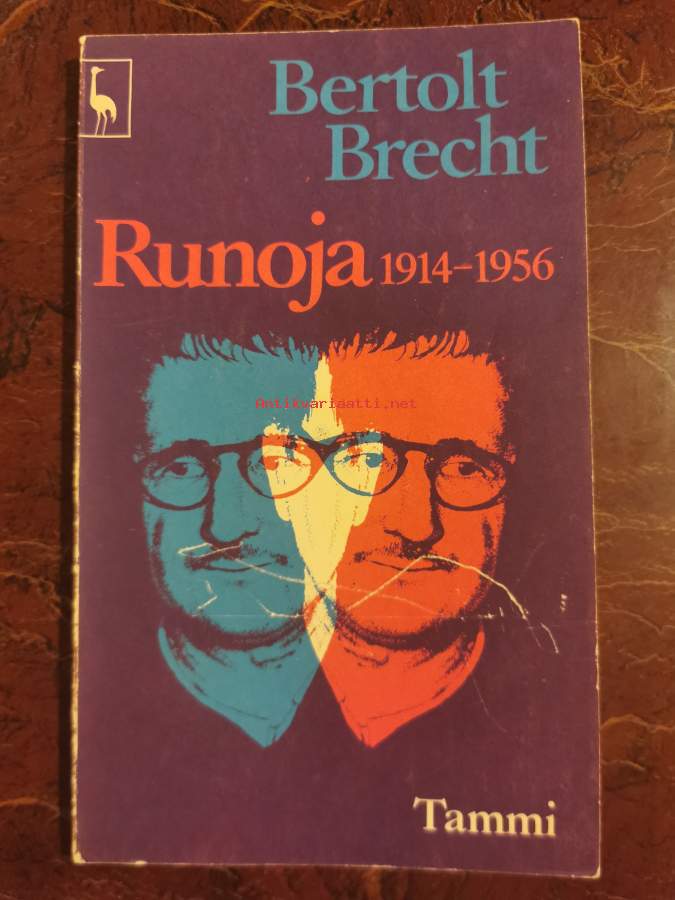 Bertolt
Brecht
Runoja 1914–1956
Antikvariaatti.net
Tammi